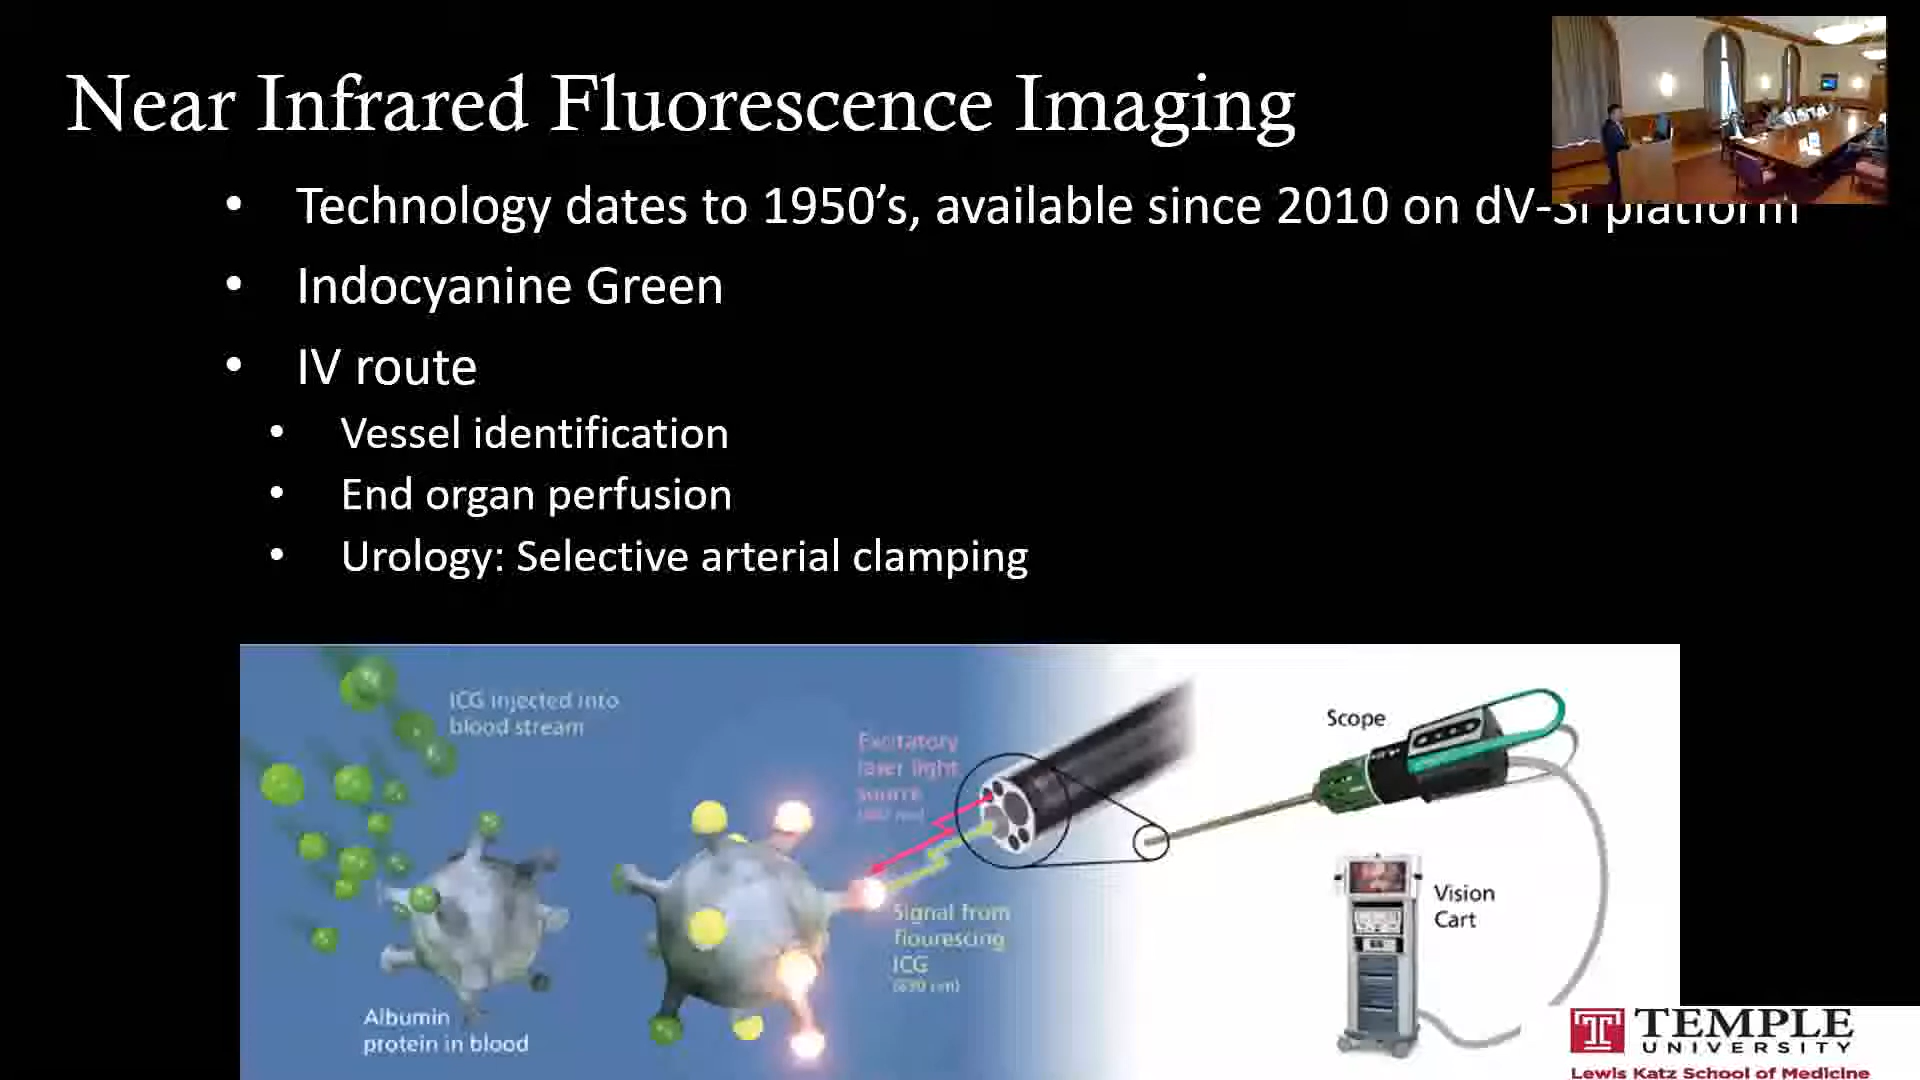 Near Infrared Fluorescence Imaging
• Technology dates to 1950’s, available since 2010 on dV-Si platform
• Indocyanine Green
• IV route
• Vessel identification
• End organ perfusion
• Urology: Selective arterial clamping
ICG injected into
blood stream
Excitatory
laser light
source
Scope
Signal from
flourescing
ICG
Vision
Cart
Albumin
protein in blood
TEMPLE
UNIVERSITY
Lewis Katz School of Medicine